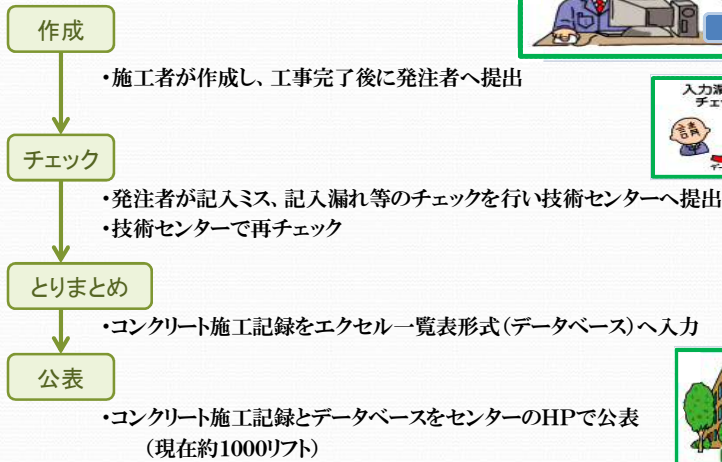 作成
・施工者が作成し、工事完了後に発注者へ提出
チェック
・発注者が記入ミス、記入漏れ等のチェックを行い技術センターへ提出
・技術センターで再チェック
とりまとめ
・コンクリート施工記録をエクセル一覧表形式(データベース)へ入力
公表
・コンクリート施工記録とデータベースをセンターのHPで公表
(現在約1000リフト)
入力漏
チェ
請